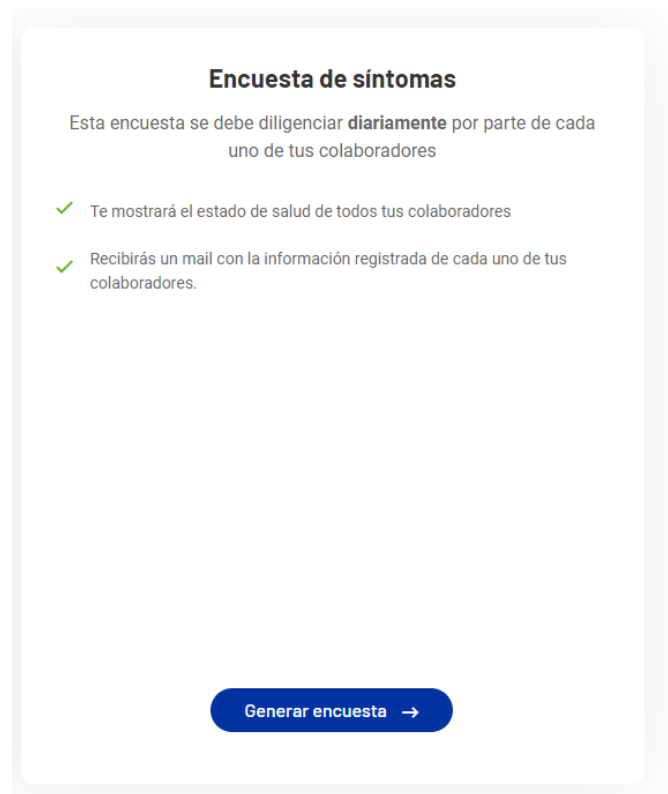 Encuesta de síntomas
Esta encuesta se debe diligenciar diariamente por parte de cada
uno de tus colaboradores
Te mostrará el estado de salud de todos tus colaboradores
Recibirás un mail con la información registrada de cada uno de tus
colaboradores.
Generar encuesta →